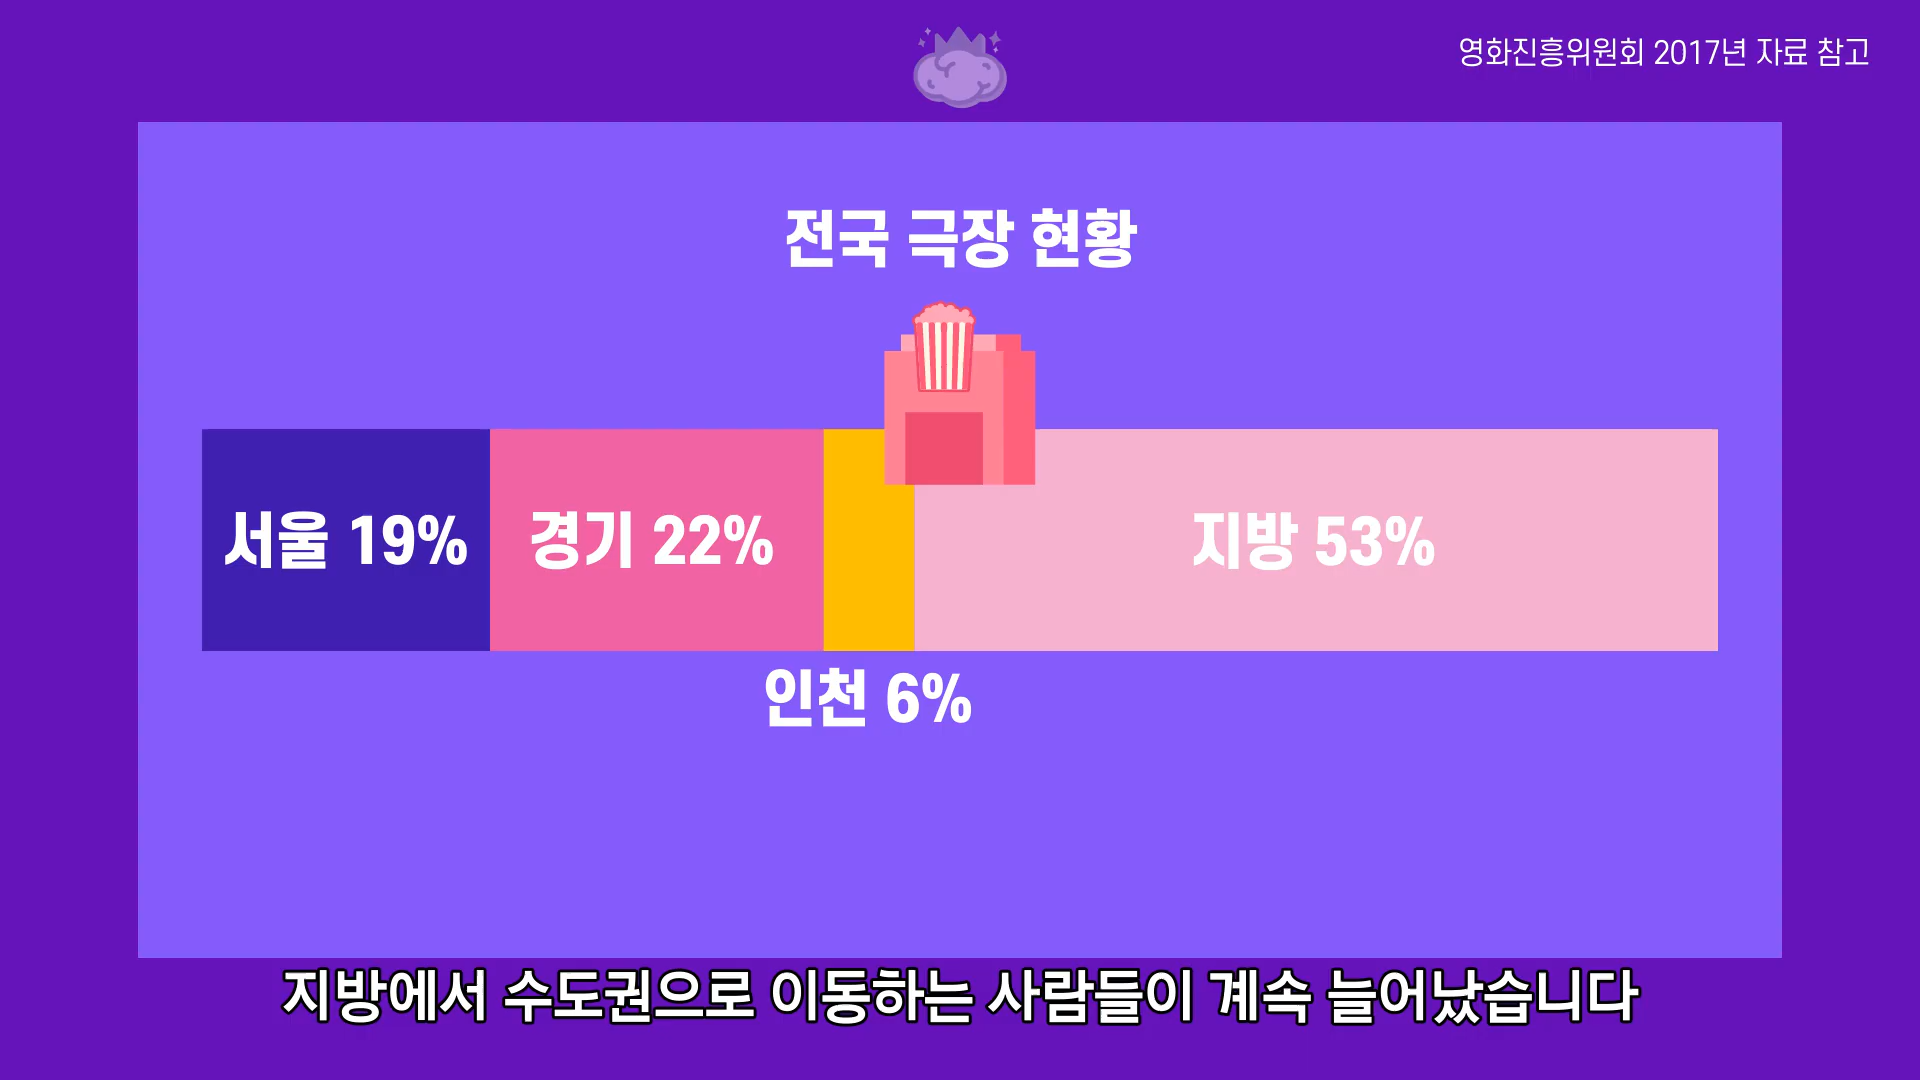 영화진흥위원회 2017년 자료 참고
전국 극장 현황
서울 19%
경기 22%
지방 53%
인천 6%
지방에서 수도권으로 이동하는 사람들이 계속 늘어났습니다